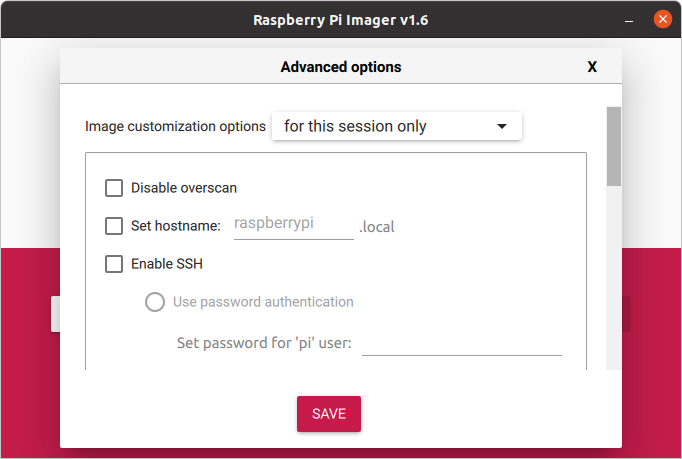 Raspberry Pi Imager v1.6
Advanced options X
Image customization options for this session only
Disable overscan
Set hostname: raspberrypi .local
Enable SSH
Use password authentication
Set password for 'pi' user:
SAVE